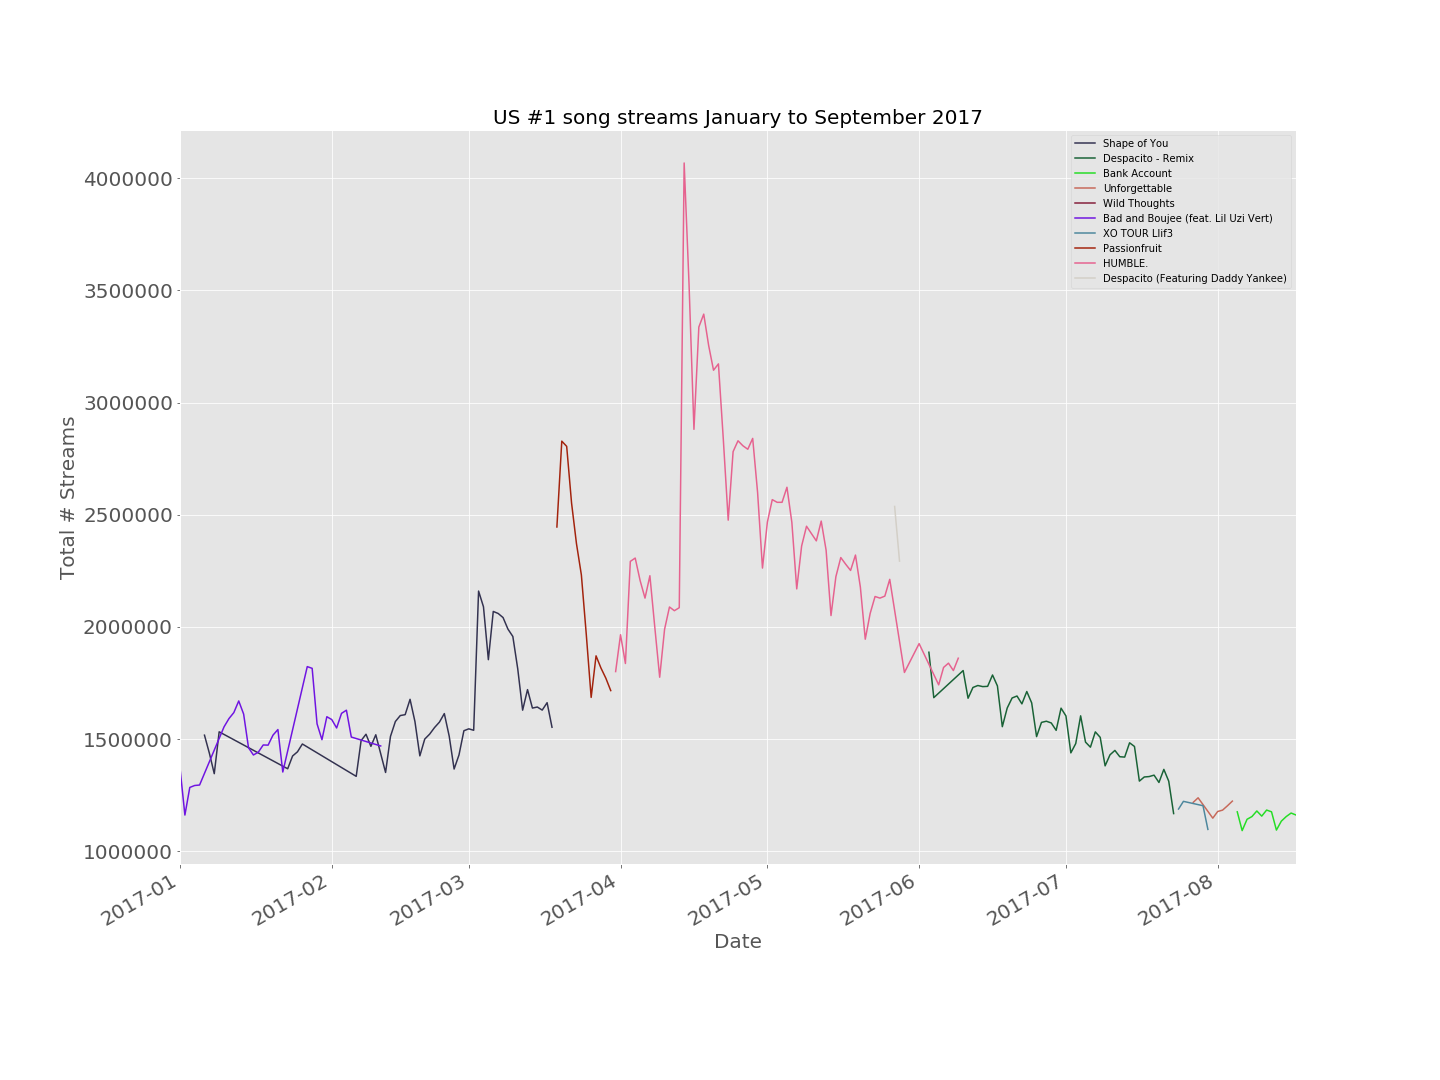 US #1 song streams January to September 2017
Shape of You
Despacito - Remix
Bank Account
Unforgettable
Wild Thoughts
Bad and Boujee (feat. Lil Uzi Vert)
XO TOUR Llif3
Passionfruit
HUMBLE.
Despacito (Featuring Daddy Yankee)
4000000
3500000
3000000
2500000
2000000
1500000
1000000
Total # Streams
2017-01
2017-02
2017-03
2017-04
2017-05
2017-06
2017-07
2017-08
Date